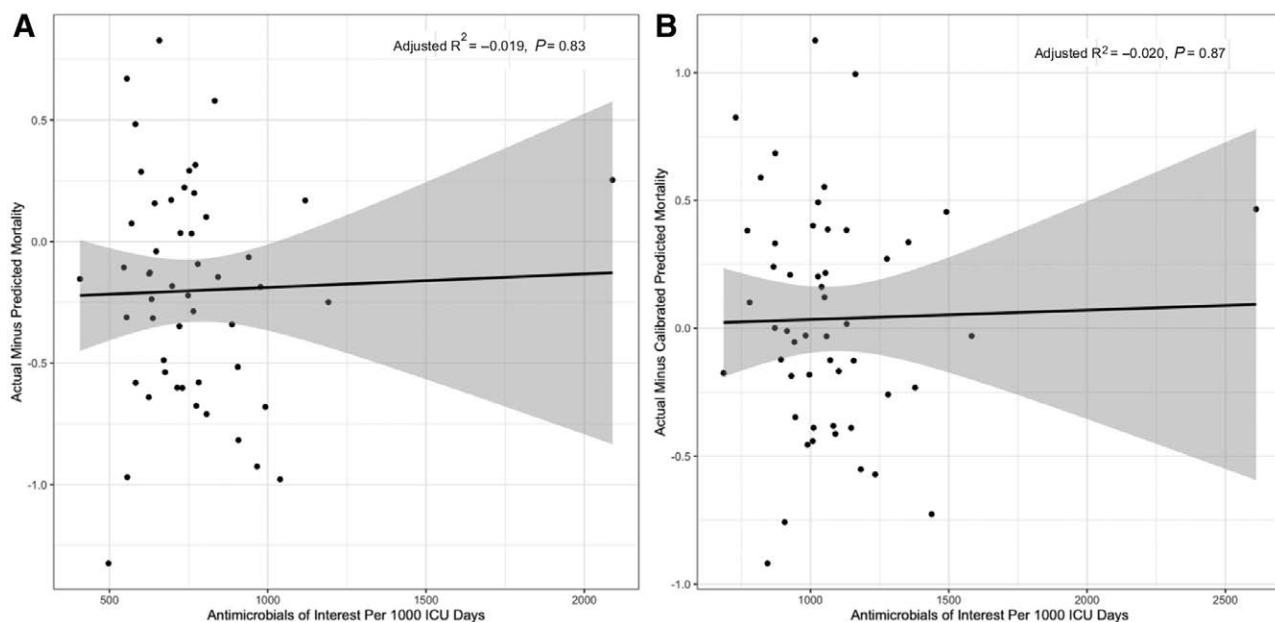 A
Adjusted R² = –0.019, P = 0.83
Actual Minus Predicted Mortality
0.5
0.0
-0.5
-1.0
500 1000 1500 2000
Antimicrobials of Interest Per 1000 ICU Days
B
Adjusted R² = –0.020, P = 0.87
Actual Minus Calibrated Predicted Mortality
1.0
0.5
0.0
-0.5
-1.0
1000 1500 2000 2500
Antimicrobials of Interest Per 1000 ICU Days